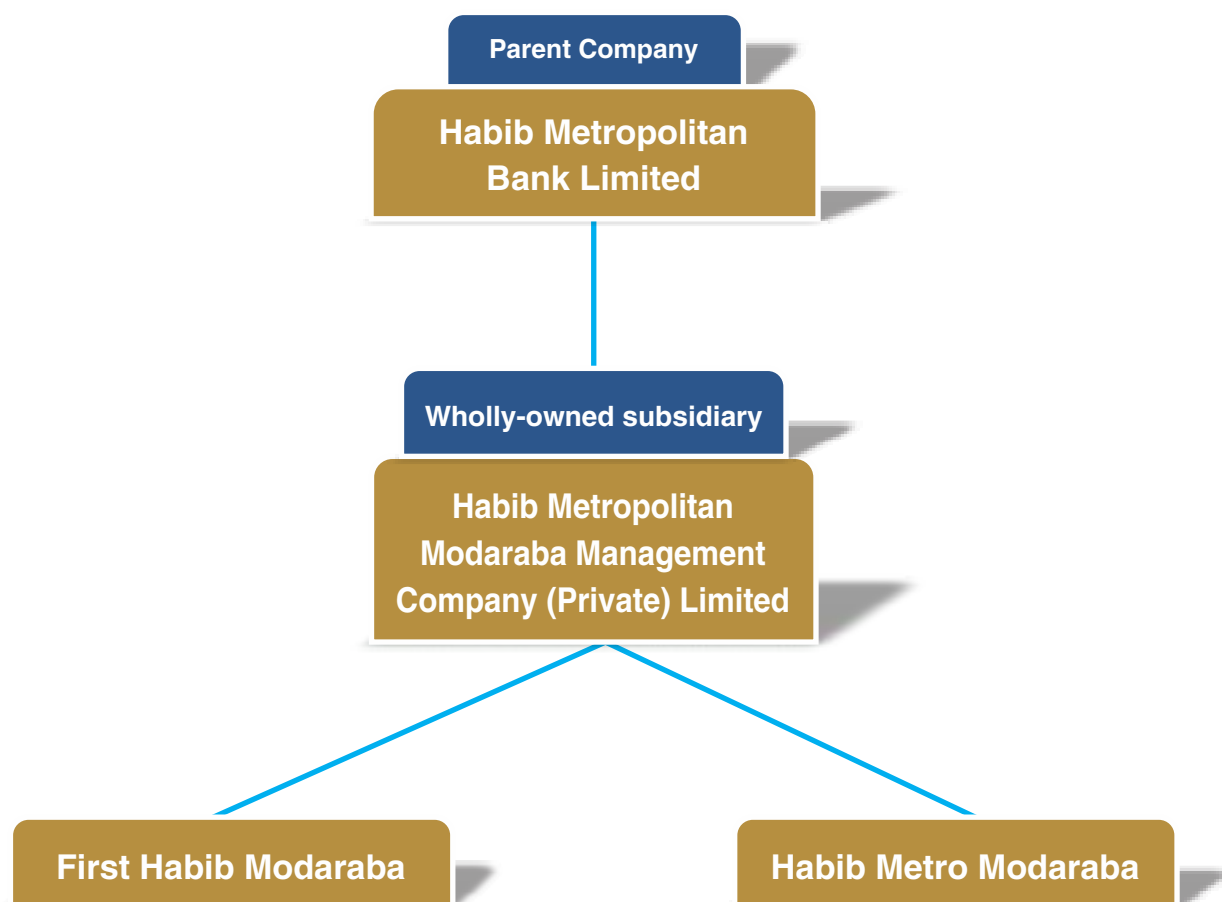 Parent Company
Habib Metropolitan
Bank Limited
Wholly-owned subsidiary
Habib Metropolitan
Modaraba Management
Company (Private) Limited
First Habib Modaraba
Habib Metro Modaraba